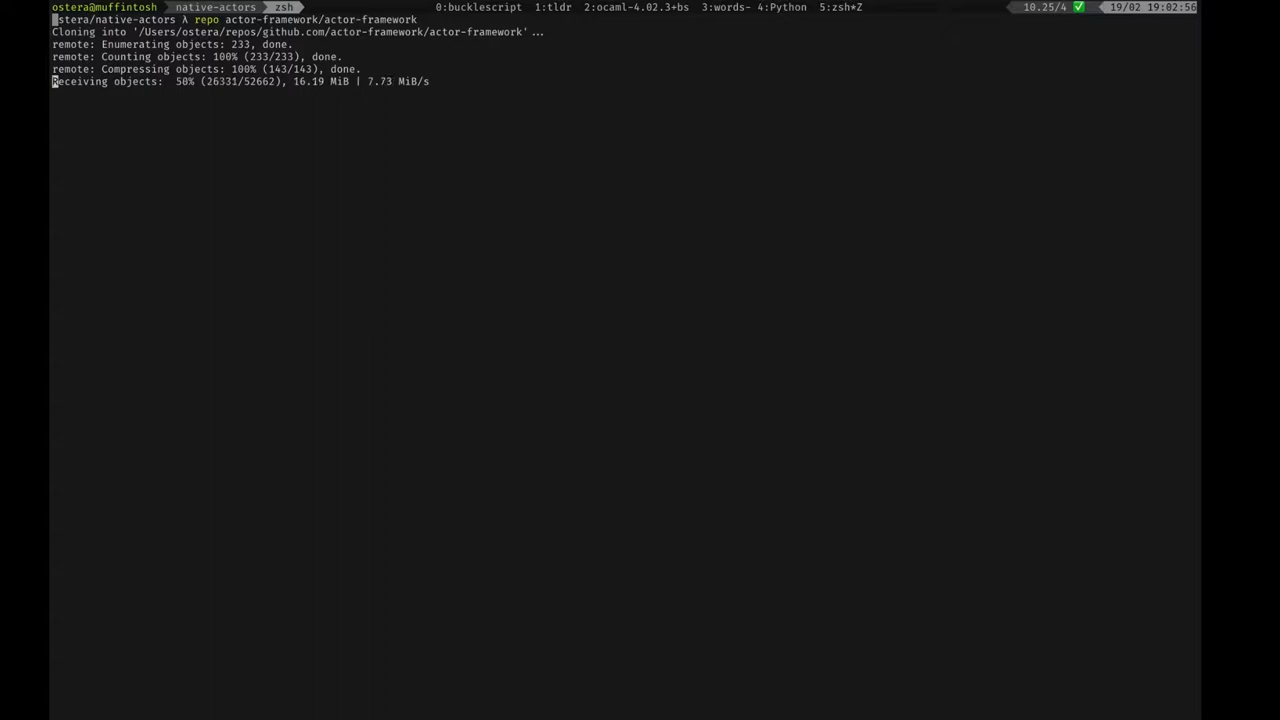 ostera@muffintosh native-actors zsh 0:bucklescript 1:tldr 2:ocaml-4.02.3+bs 3:words- 4:Python 5:zsh*Z 10.25/4 ✅ 19/02 19:02:56
ostera/native-actors λ repo actor-framework/actor-framework
Cloning into '/Users/ostera/repos/github.com/actor-framework/actor-framework'...
remote: Enumerating objects: 233, done.
remote: Counting objects: 100% (233/233), done.
remote: Compressing objects: 100% (143/143), done.
Receiving objects:  50% (26331/52662), 16.19 MiB | 7.73 MiB/s